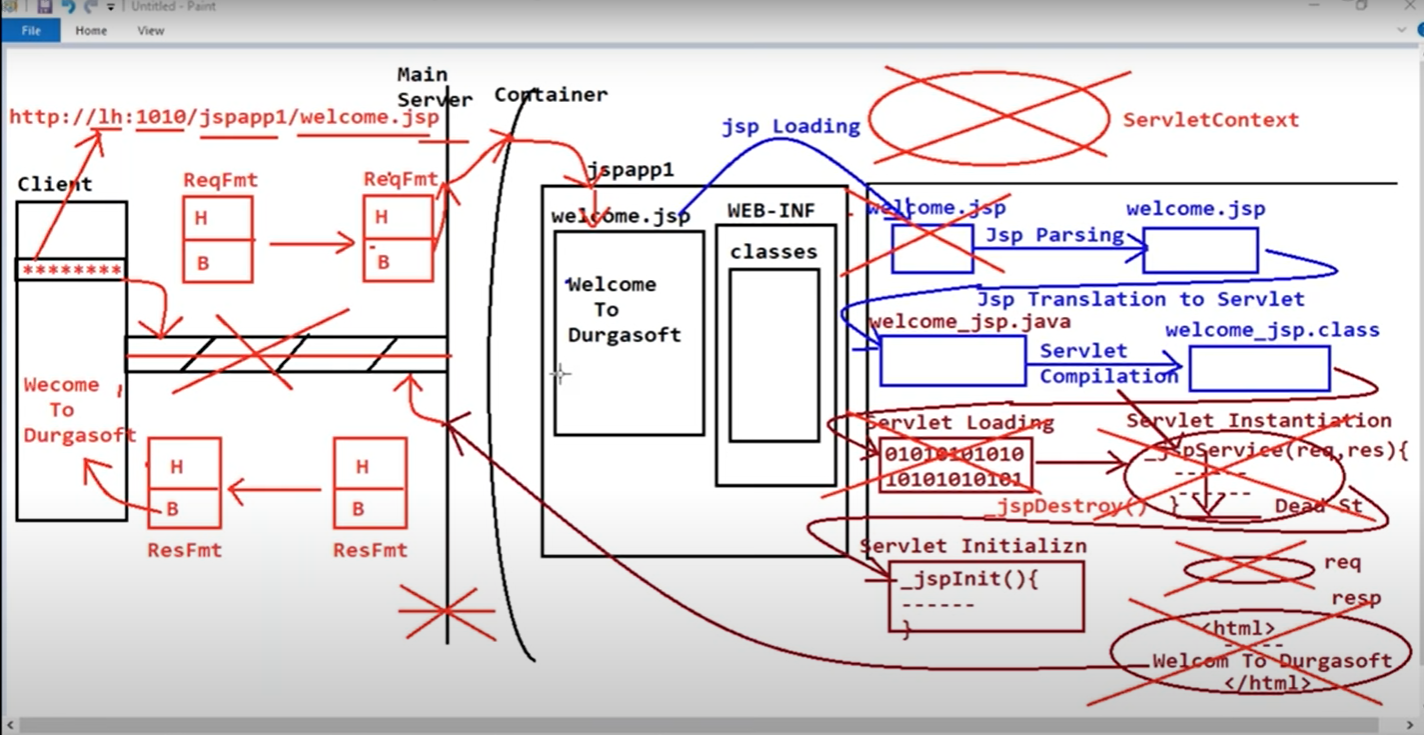 Untitled - Paint
File Home View
Main
Server
Container
http://lh:1010/jspapp1/welcome.jsp
Client
ReqFmt
H
B
ReqFmt
H
B
********
Wecome
To
Durgasoft
H
B
ResFmt
H
B
ResFmt
jspapp1
welcome.jsp
Welcome
To
Durgasoft
WEB-INF
classes
jsp Loading
ServletContext
welcome.jsp
Jsp Parsing
welcome.jsp
Jsp Translation to Servlet
welcome_jsp.java
Servlet
Compilation
welcome_jsp.class
Servlet Loading
01010101010
10101010101
Servlet Instantiation
_jspService(req,res){
------
------
}
_jspDestroy()
Dead St
Servlet Initializn
_jspInit(){
------
}
req
resp
<html>
-----
Welcom To Durgasoft
</html>